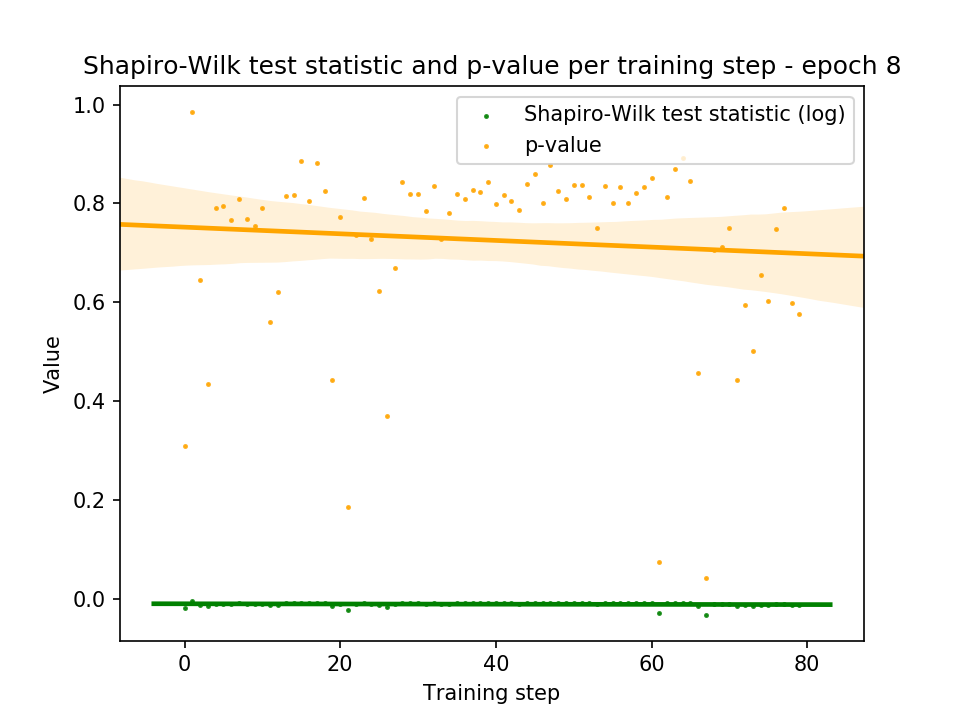 Shapiro-Wilk test statistic and p-value per training step - epoch 8
Shapiro-Wilk test statistic (log)
p-value
1.0
0.8
0.6
0.4
0.2
0.0
Value
0
20
40
60
80
Training step